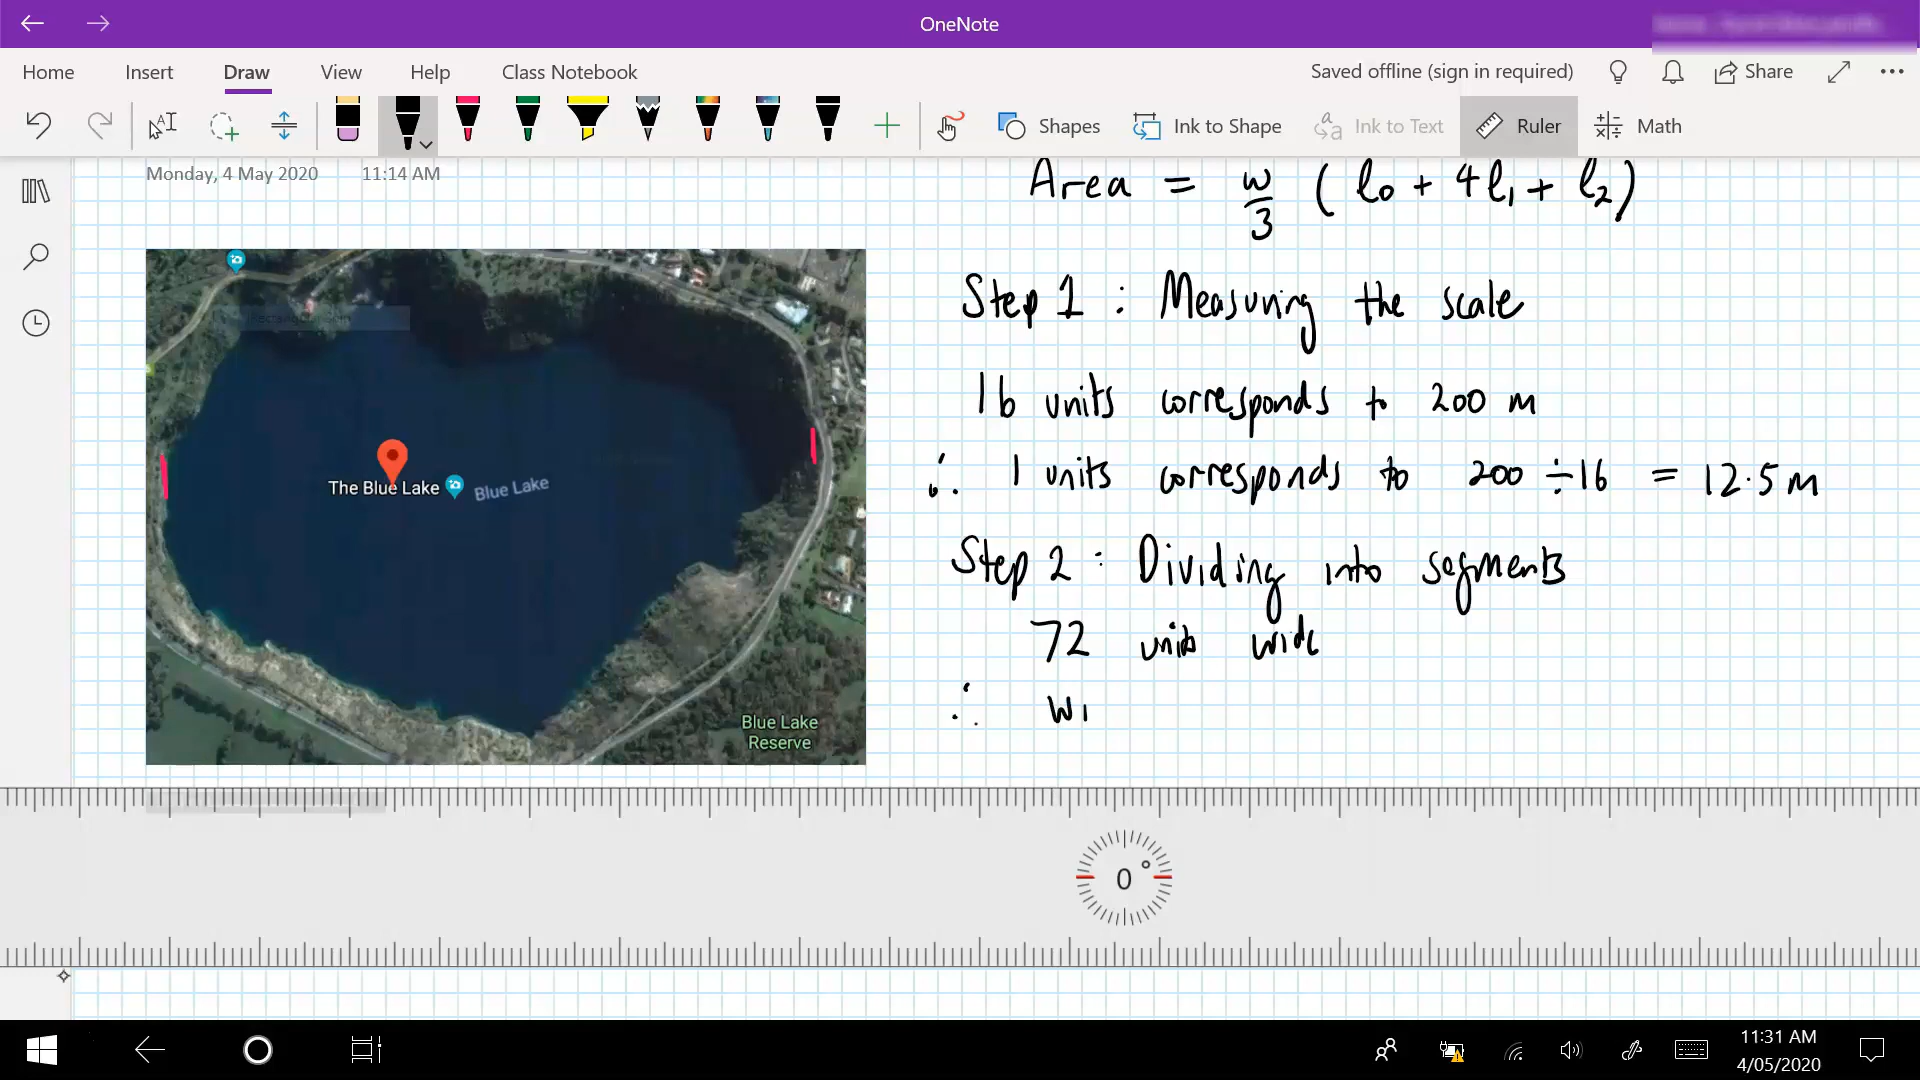 OneNote
Home Insert Draw View Help Class Notebook
Saved offline (sign in required) Share
Shapes Ink to Shape Ink to Text Ruler Math
Monday, 4 May 2020 11:14 AM
Area = w/3 ( l0 + 4l1 + l2 )
Step 1 : Measuring the scale
16 units corresponds to 200 m
∴ 1 units corresponds to 200 ÷ 16 = 12.5 m
Step 2 : Dividing into segments
72 units wide
∴ wi
The Blue Lake
Blue Lake
Blue Lake
Reserve
0°
11:31 AM
4/05/2020